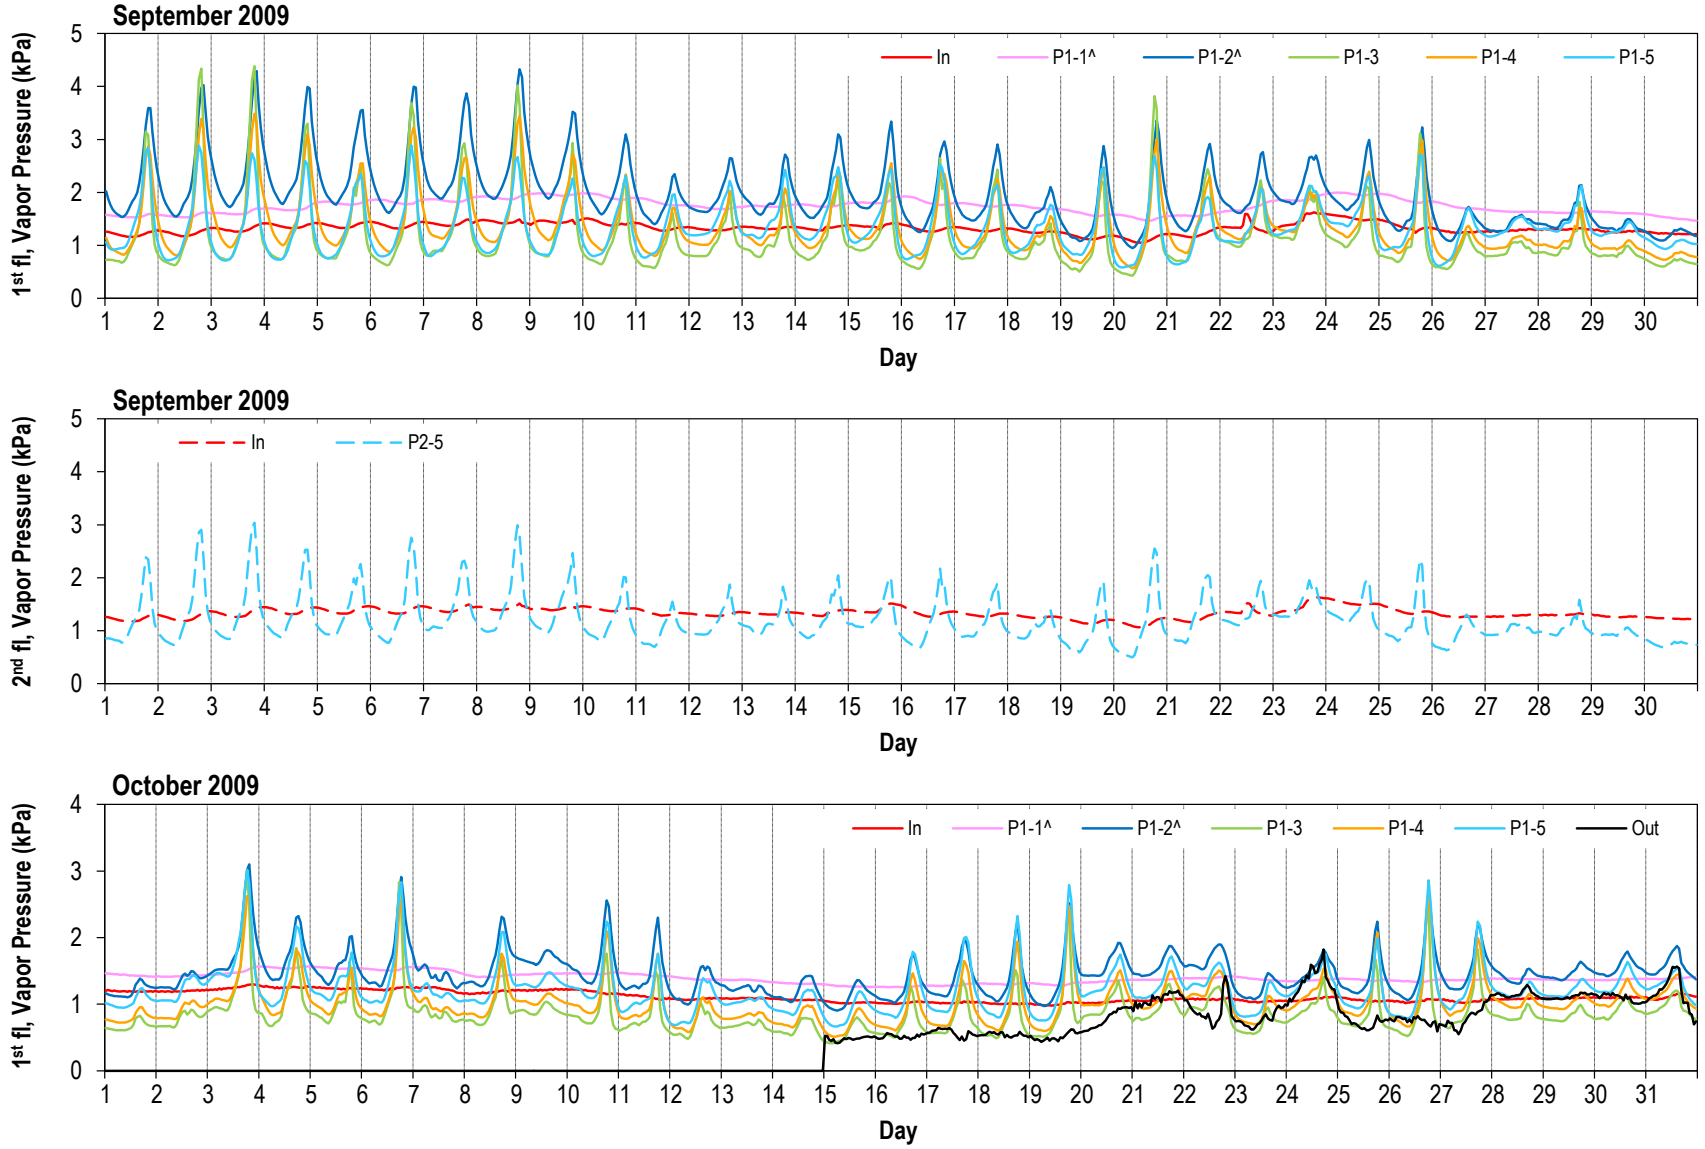 September 2009
1st fl, Vapor Pressure (kPa)
5
4
3
2
1
0
In P1-1^ P1-2^ P1-3 P1-4 P1-5
1 2 3 4 5 6 7 8 9 10 11 12 13 14 15 16 17 18 19 20 21 22 23 24 25 26 27 28 29 30
Day
September 2009
2nd fl, Vapor Pressure (kPa)
5
4
3
2
1
0
In P2-5
1 2 3 4 5 6 7 8 9 10 11 12 13 14 15 16 17 18 19 20 21 22 23 24 25 26 27 28 29 30
Day
October 2009
1st fl, Vapor Pressure (kPa)
4
3
2
1
0
In P1-1^ P1-2^ P1-3 P1-4 P1-5 Out
1 2 3 4 5 6 7 8 9 10 11 12 13 14 15 16 17 18 19 20 21 22 23 24 25 26 27 28 29 30 31
Day